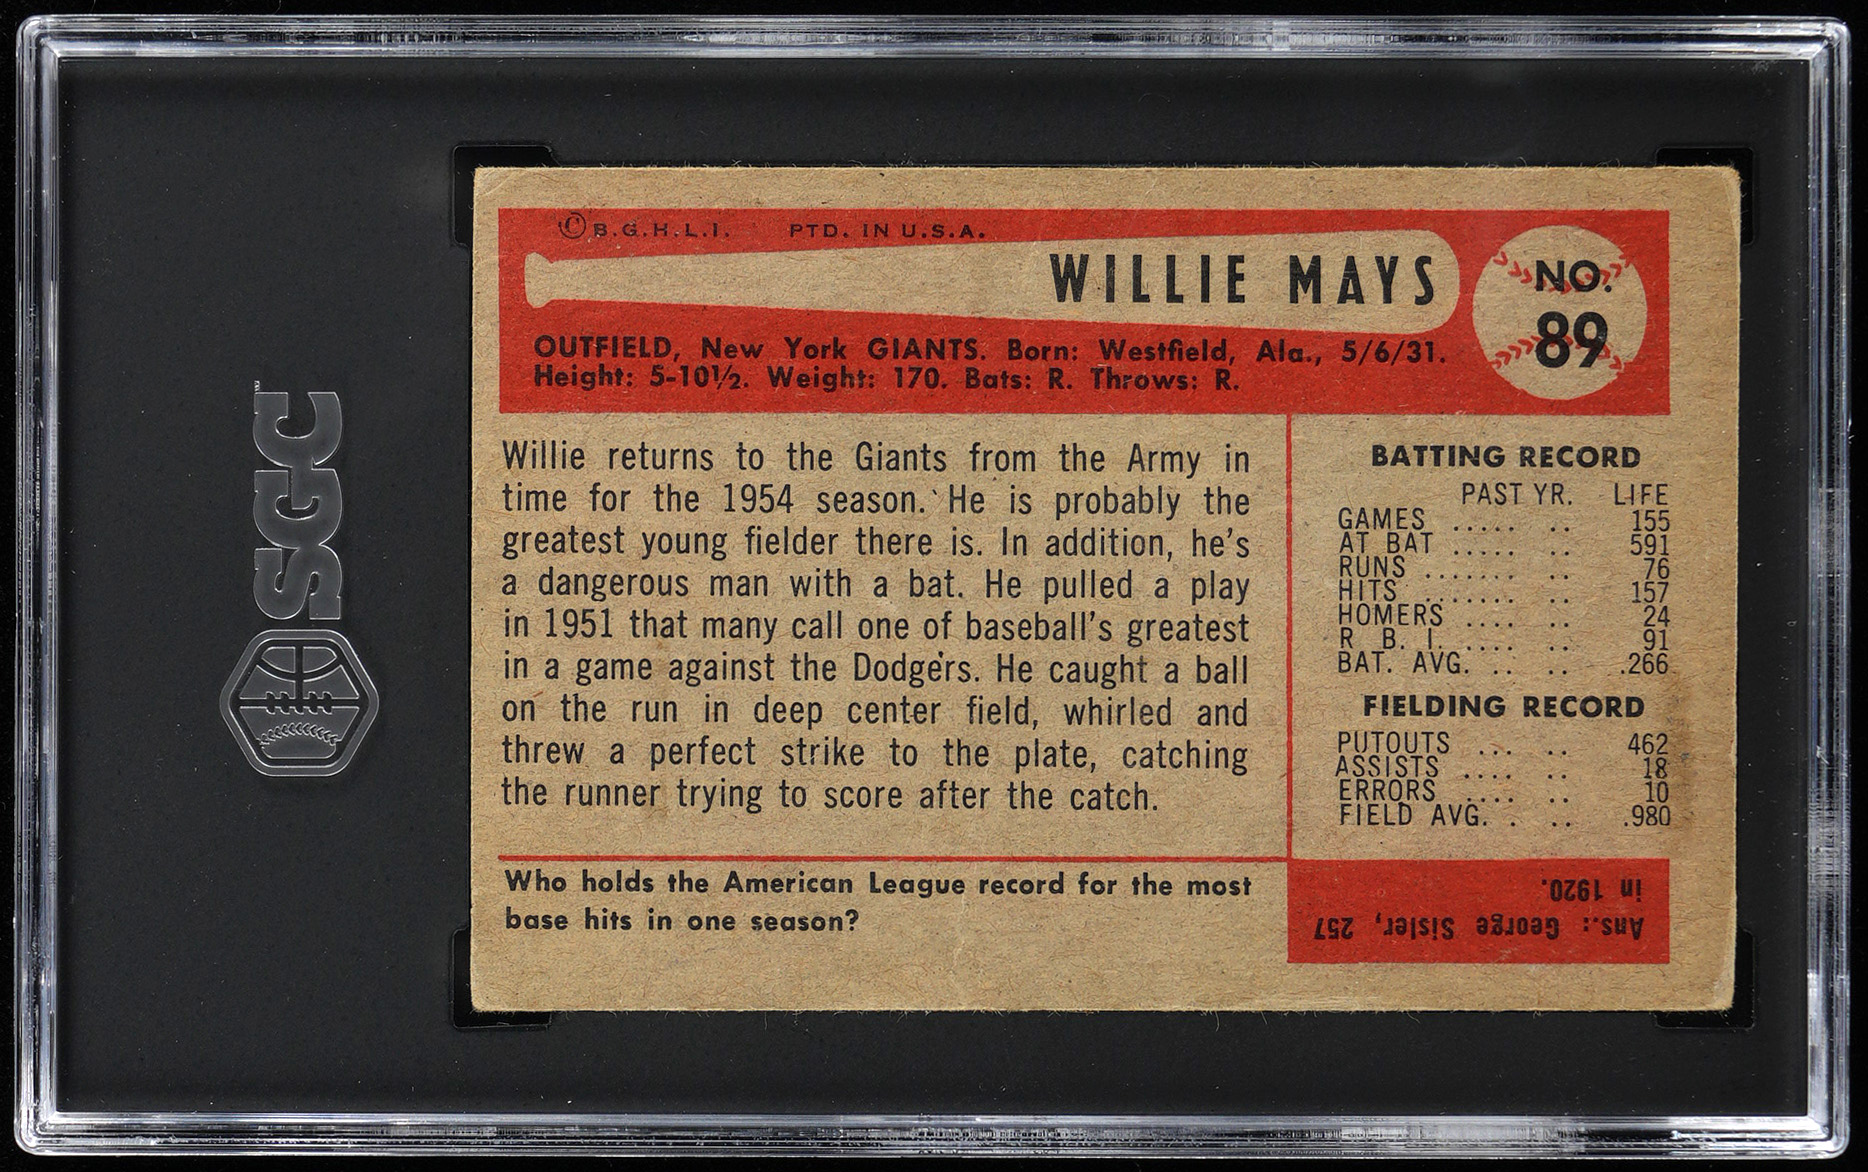 © B.G.H.L.I. PTD. IN U.S.A.
WILLIE MAYS
NO.
89
OUTFIELD, New York GIANTS. Born: Westfield, Ala., 5/6/31.
Height: 5-10½. Weight: 170. Bats: R. Throws: R.
SGC
Willie returns to the Giants from the Army in
time for the 1954 season. He is probably the
greatest young fielder there is. In addition, he's
a dangerous man with a bat. He pulled a play
in 1951 that many call one of baseball's greatest
in a game against the Dodgers. He caught a ball
on the run in deep center field, whirled and
threw a perfect strike to the plate, catching
the runner trying to score after the catch.
Who holds the American League record for the most
base hits in one season?
BATTING RECORD
PAST YR. LIFE
GAMES ..... .. 155
AT BAT ..... .. 591
RUNS ....... .. 76
HITS ........ .. 157
HOMERS .... .. 24
R. B. I. .... .. 91
BAT. AVG. .. .. .266
FIELDING RECORD
PUTOUTS ... .. 462
ASSISTS .... .. 18
ERRORS .... .. 10
FIELD AVG. . .. .980
Ans.: George Sisler, 257
in 1920.